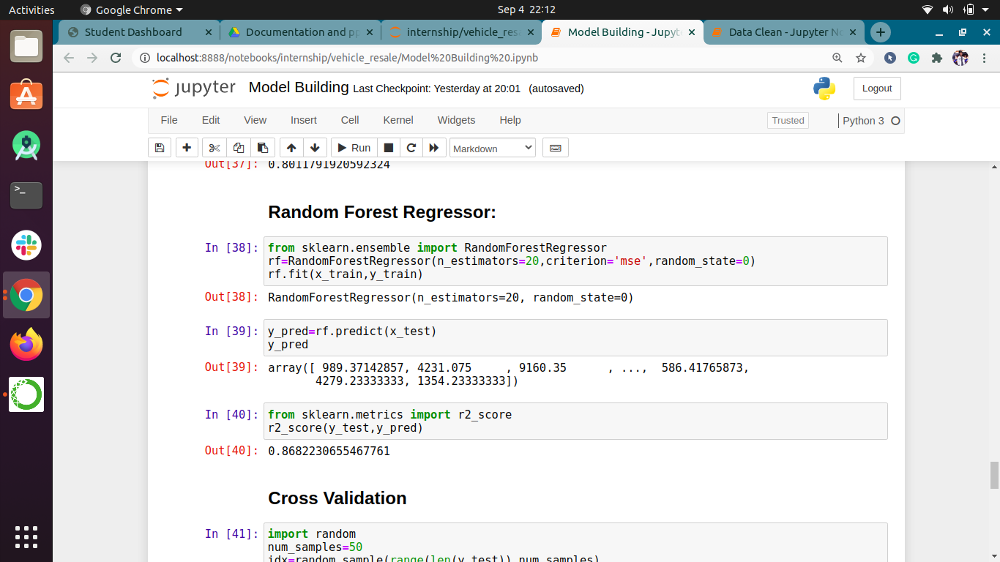 Activities
Google Chrome
Sep 4 22:12
Student Dashboard
Documentation and pp
internship/vehicle_res
Model Building - Jupyt
Data Clean - Jupyter No
localhost:8888/notebooks/internship/vehicle_resale/Model%20Building%20.ipynb
jupyter Model Building Last Checkpoint: Yesterday at 20:01 (autosaved)
Logout
File Edit View Insert Cell Kernel Widgets Help
Trusted
Python 3
Run
Markdown
Out[37]: 0.8011791920592324
Random Forest Regressor:
In [38]: from sklearn.ensemble import RandomForestRegressor
rf=RandomForestRegressor(n_estimators=20,criterion='mse',random_state=0)
rf.fit(x_train,y_train)
Out[38]: RandomForestRegressor(n_estimators=20, random_state=0)
In [39]: y_pred=rf.predict(x_test)
y_pred
Out[39]: array([ 989.37142857, 4231.075     , 9160.35      , ...,  586.41765873,
4279.23333333, 1354.23333333])
In [40]: from sklearn.metrics import r2_score
r2_score(y_test,y_pred)
Out[40]: 0.8682230655467761
Cross Validation
In [41]: import random
num_samples=50
idx=random.sample(range(len(y_test)),num_samples)